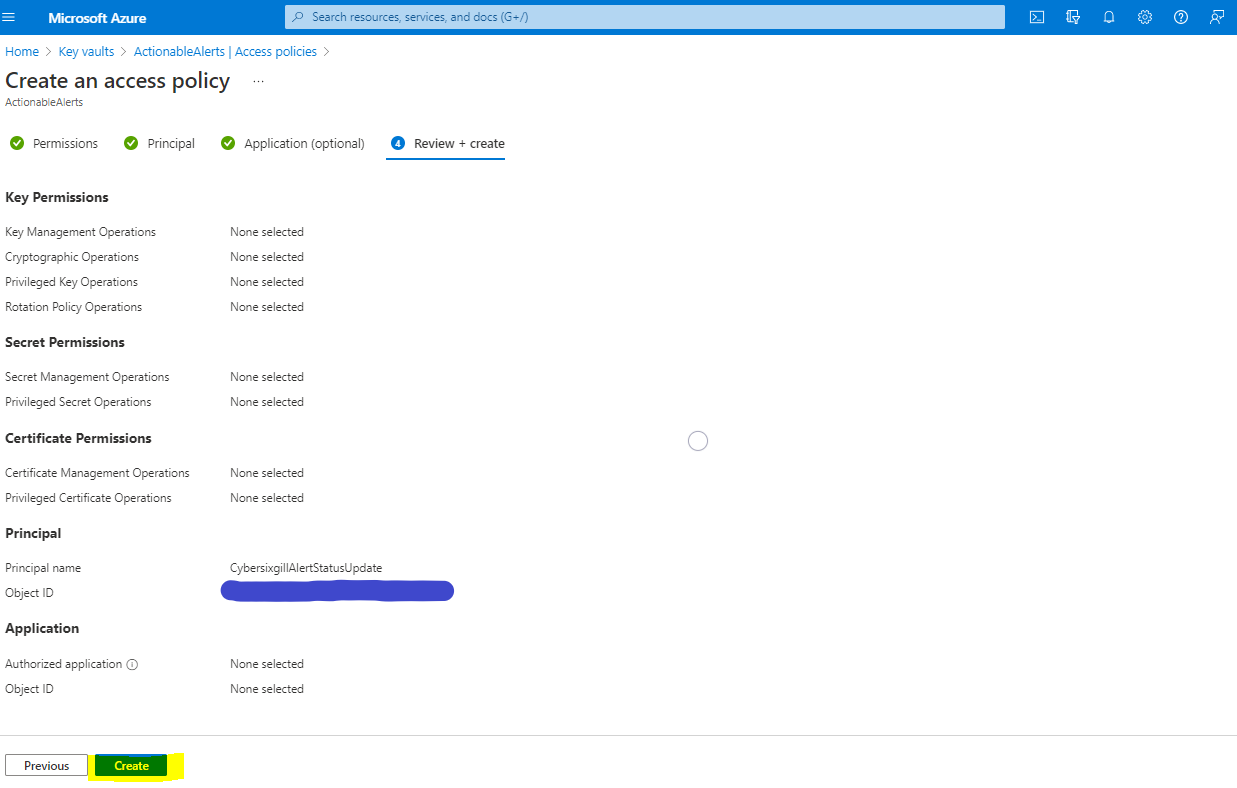 Microsoft Azure
Search resources, services, and docs (G+/)
Home > Key vaults > ActionableAlerts | Access policies >
Create an access policy ...
ActionableAlerts
Permissions Principal Application (optional) 4 Review + create
Key Permissions
Key Management Operations None selected
Cryptographic Operations None selected
Privileged Key Operations None selected
Rotation Policy Operations None selected
Secret Permissions
Secret Management Operations None selected
Privileged Secret Operations None selected
Certificate Permissions
Certificate Management Operations None selected
Privileged Certificate Operations None selected
Principal
Principal name CybersixgillAlertStatusUpdate
Object ID
Application
Authorized application None selected
Object ID None selected
Previous Create